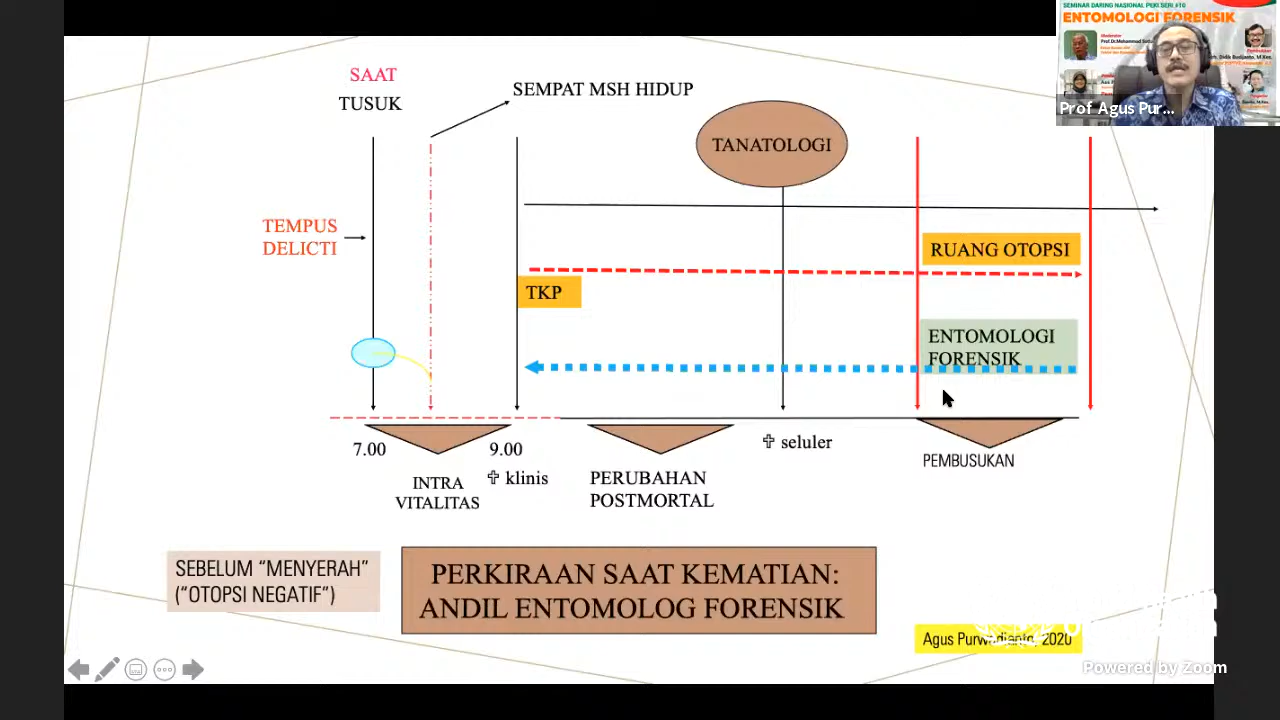 SEMINAR DARING NASIONAL PEKI SERI #10
ENTOMOLOGI FORENSIK
Moderator
Prof Agus Pur...
SAAT
TUSUK
SEMPAT MSH HIDUP
TANATOLOGI
TEMPUS
DELICTI
RUANG OTOPSI
TKP
ENTOMOLOGI
FORENSIK
7.00
9.00
✞ klinis
INTRA
VITALITAS
PERUBAHAN
POSTMORTAL
✞ seluler
PEMBUSUKAN
SEBELUM “MENYERAH”
(“OTOPSI NEGATIF”)
PERKIRAAN SAAT KEMATIAN:
ANDIL ENTOMOLOG FORENSIK
Agus Purwadianto, 2020
Powered by Zoom